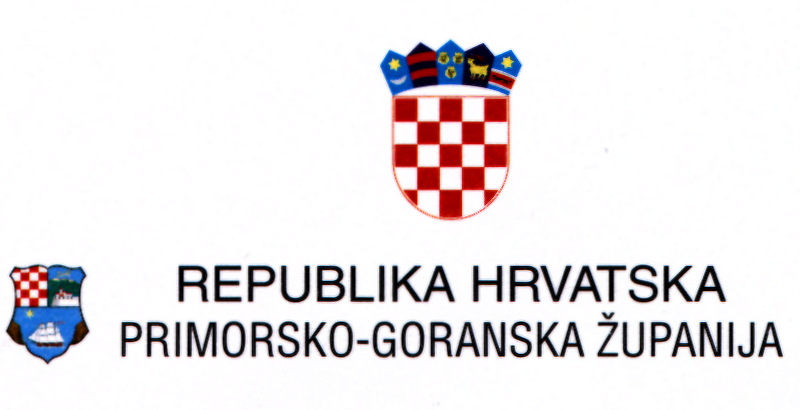 REPUBLIKA HRVATSKA
PRIMORSKO-GORANSKA ŽUPANIJA